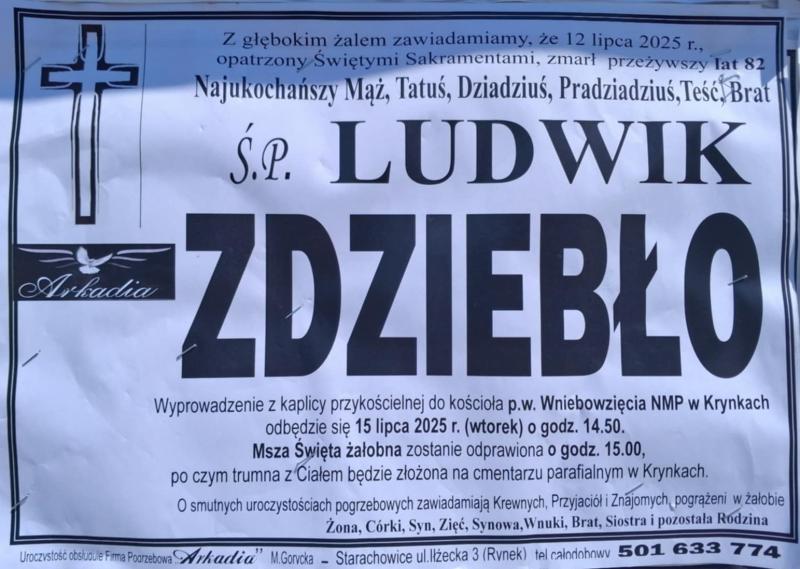 Z głębokim żalem zawiadamiamy, że 12 lipca 2025 r.,
opatrzony Świętymi Sakramentami, zmarł przeżywszy lat 82
Najukochańszy Mąż, Tatuś, Dziadziuś, Pradziadziuś,Teść, Brat
Ś.P. LUDWIK
ZDZIEBŁO
Arkadia
Wyprowadzenie z kaplicy przykościelnej do kościoła p.w. Wniebowzięcia NMP w Krynkach
odbędzie się 15 lipca 2025 r. (wtorek) o godz. 14.50.
Msza Święta żałobna zostanie odprawiona o godz. 15.00,
po czym trumna z Ciałem będzie złożona na cmentarzu parafialnym w Krynkach.
O smutnych uroczystościach pogrzebowych zawiadamiają Krewnych, Przyjaciół i Znajomych, pogrążeni w żałobie
Żona, Córki, Syn, Zięć, Synowa,Wnuki, Brat, Siostra i pozostała Rodzina
Uroczystość obsługuje Firma Pogrzebowa "Arkadia" M.Gorycka – Starachowice ul.Iłżecka 3 (Rynek) tel.całodobowy 501 633 774